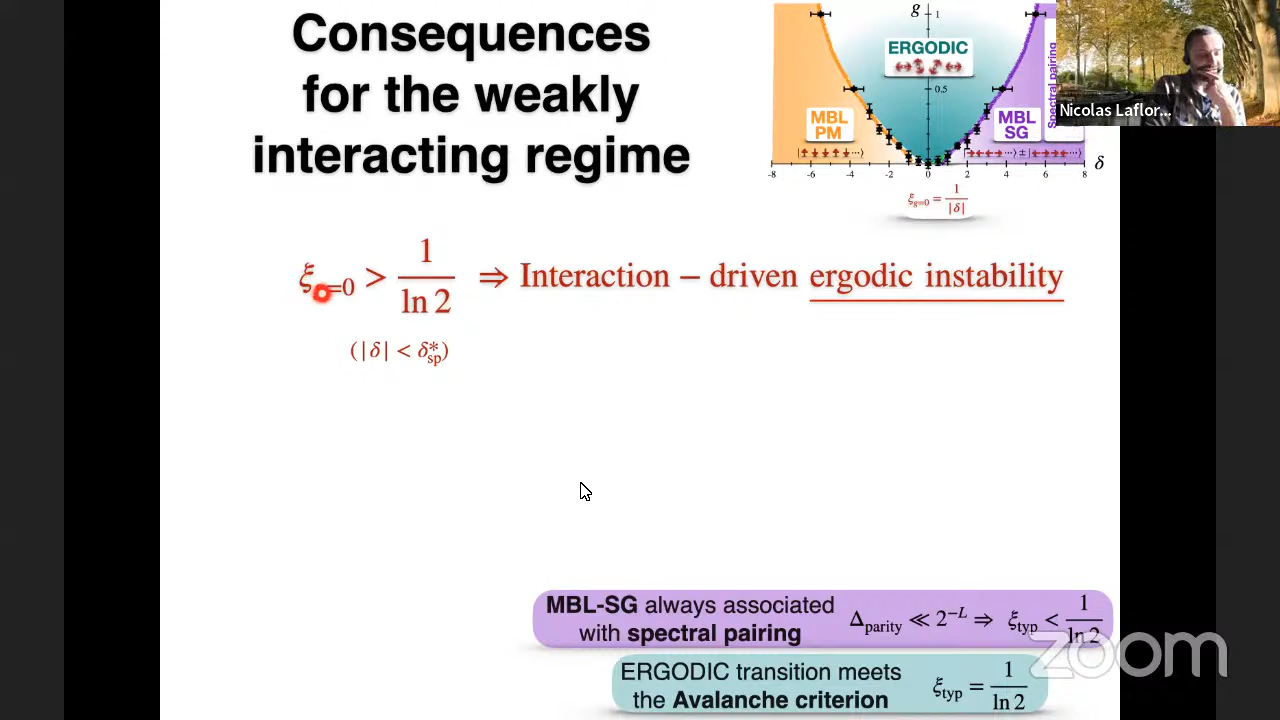 Consequences
for the weakly
interacting regime
g
1
0.5
ERGODIC
MBL
PM
MBL
SG
Spectral pairing
|↑↓↓↑↓···⟩
|→←←←···⟩ ± |←→→→···⟩
-8 -6 -4 -2 0 2 4 6 8 δ
ξg=0 = 1/|δ|
Nicolas Laflor...
ξg=0 > 1/ln 2 ⇒ Interaction – driven ergodic instability
(|δ| < δ*sp)
MBL-SG always associated
with spectral pairing
Δparity ≪ 2^−L ⇒ ξtyp < 1/ln 2
ERGODIC transition meets
the Avalanche criterion
ξtyp = 1/ln 2
zoom